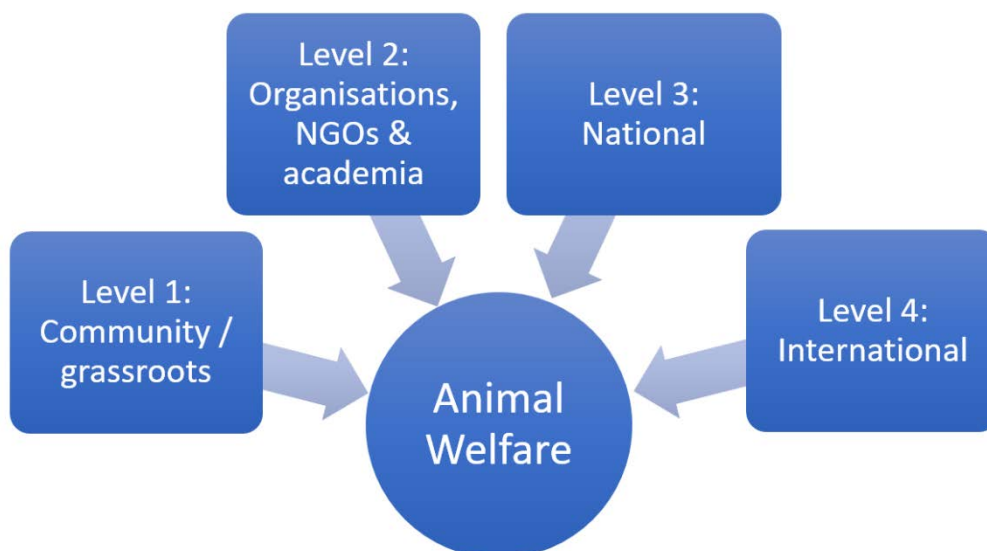 Level 1:
Community /
grassroots
Level 2:
Organisations,
NGOs &
academia
Level 3:
National
Level 4:
International
Animal
Welfare